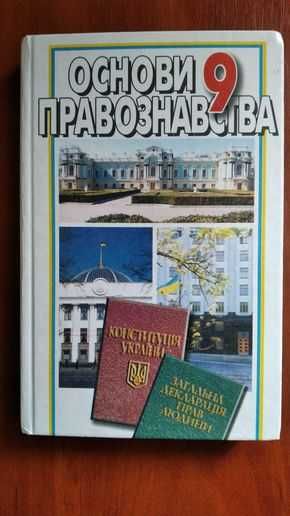 ОСНОВИ 9
ПРАВОЗНАВСТВА
КОНСТИТУЦІЯ
УКРАЇНИ
ЗАГАЛЬНА
ДЕКЛАРАЦІЯ
ПРАВ
ЛЮДИНИ